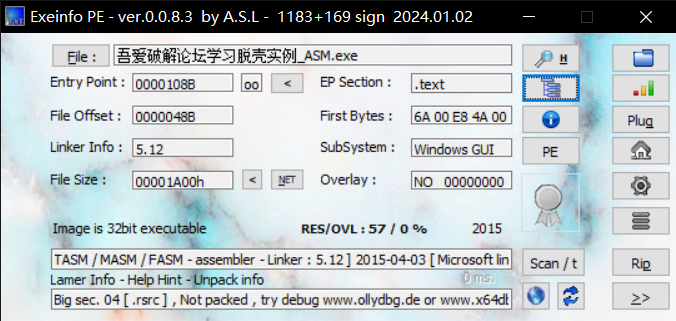 Exeinfo PE - ver.0.0.8.3 by A.S.L - 1183+169 sign 2024.01.02
File : 吾爱破解论坛学习脱壳实例_ASM.exe H
Entry Point : 0000108B oo < EP Section : .text
File Offset : 0000048B First Bytes : 6A 00 E8 4A 00 Plug
Linker Info : 5.12 SubSystem : Windows GUI PE
File Size : 00001A00h < NET Overlay : NO 00000000
Image is 32bit executable RES/OVL : 57 / 0 % 2015
TASM / MASM / FASM - assembler - Linker : 5.12 ] 2015-04-03 [ Microsoft lin Scan / t Rip
Lamer Info - Help Hint - Unpack info 0 ms.
Big sec. 04 [ .rsrc ] , Not packed , try debug www.ollydbg.de or www.x64db >>